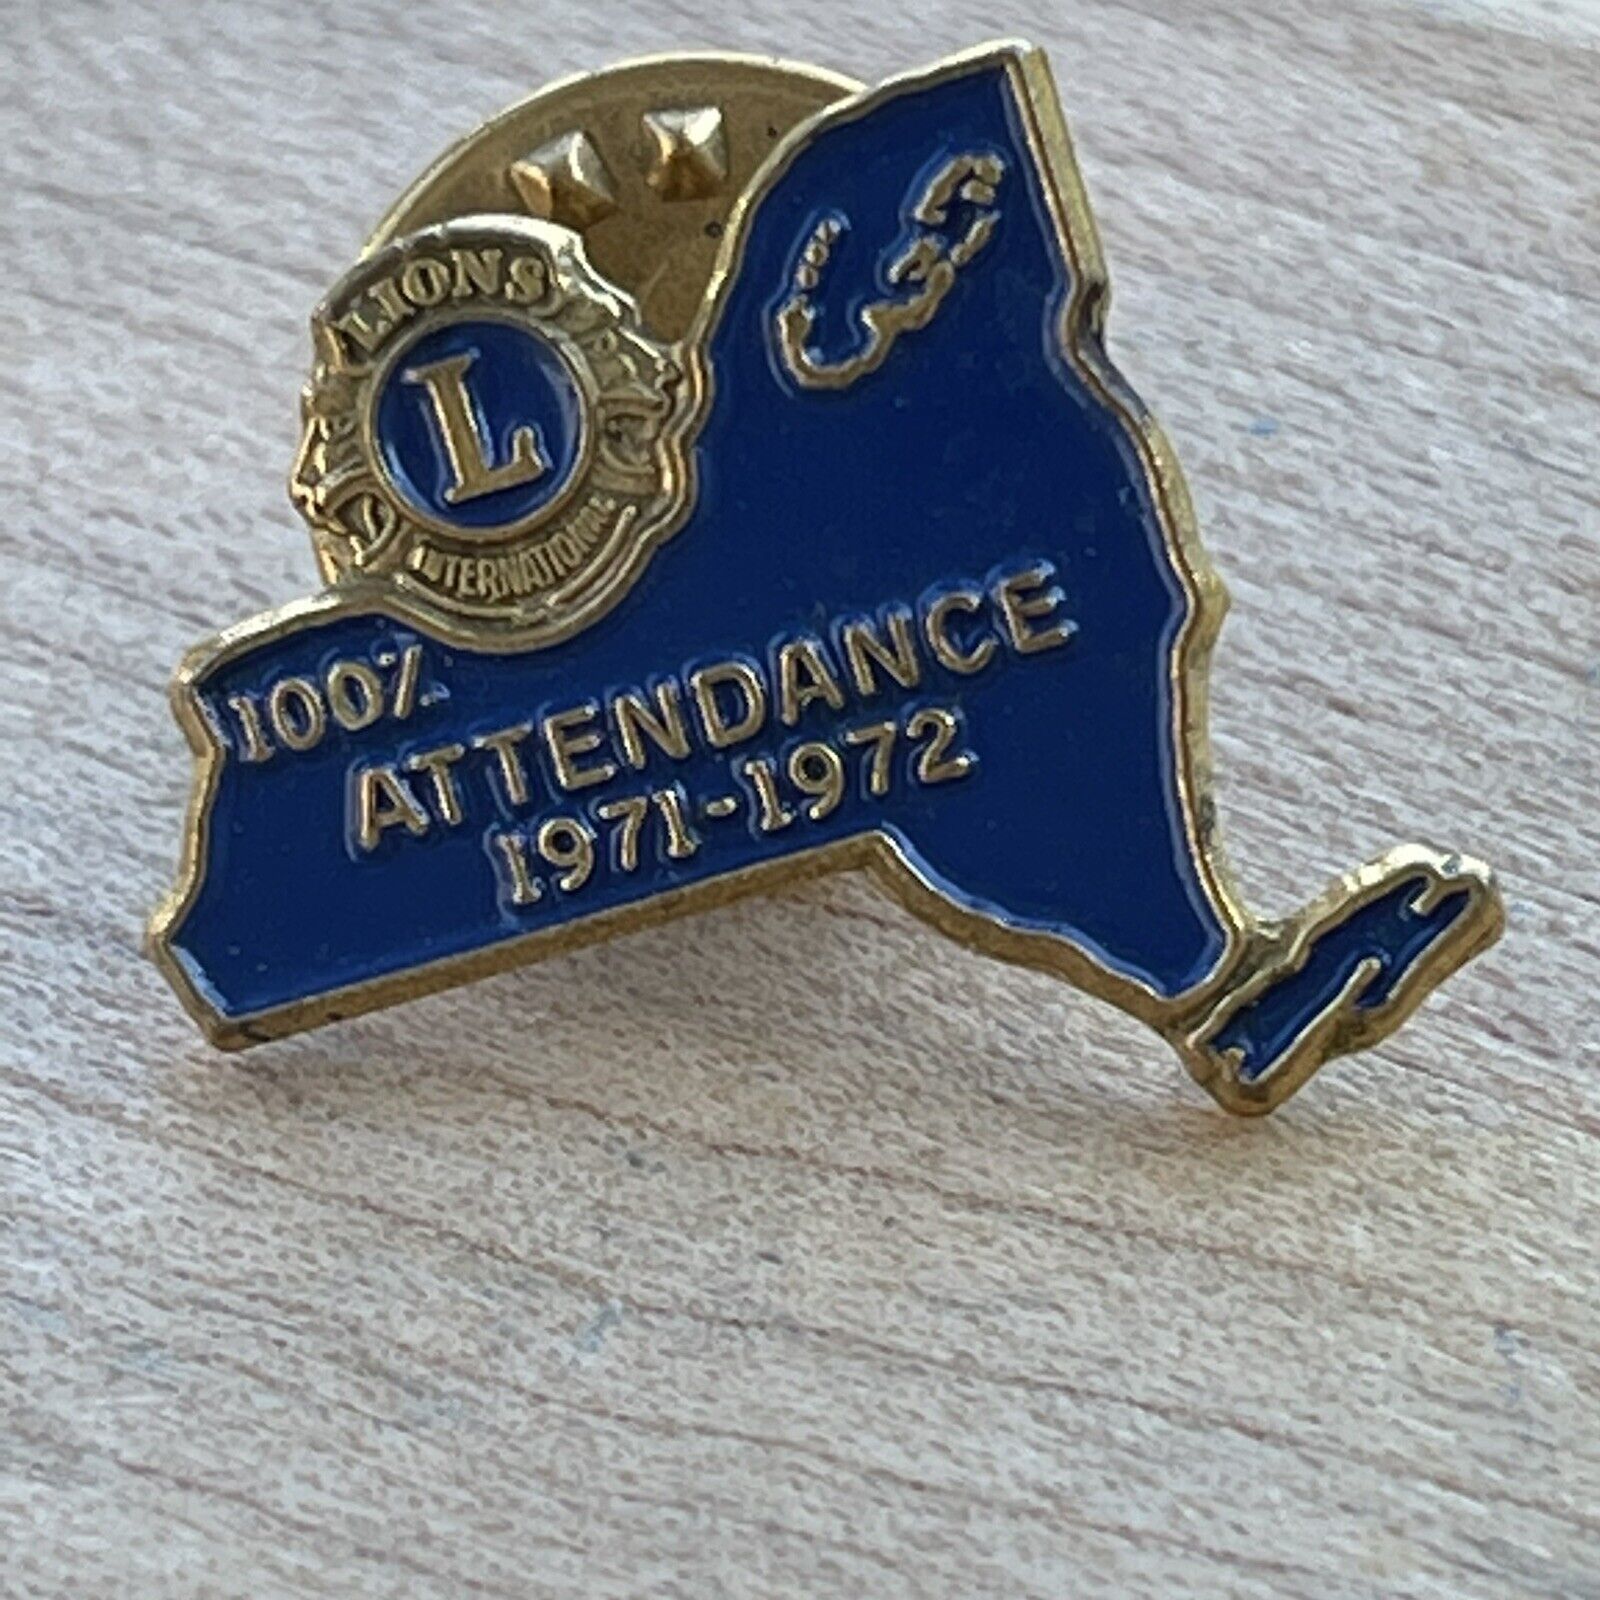 LIONS
L
INTERNATIONAL
100%
ATTENDANCE
1971-1972